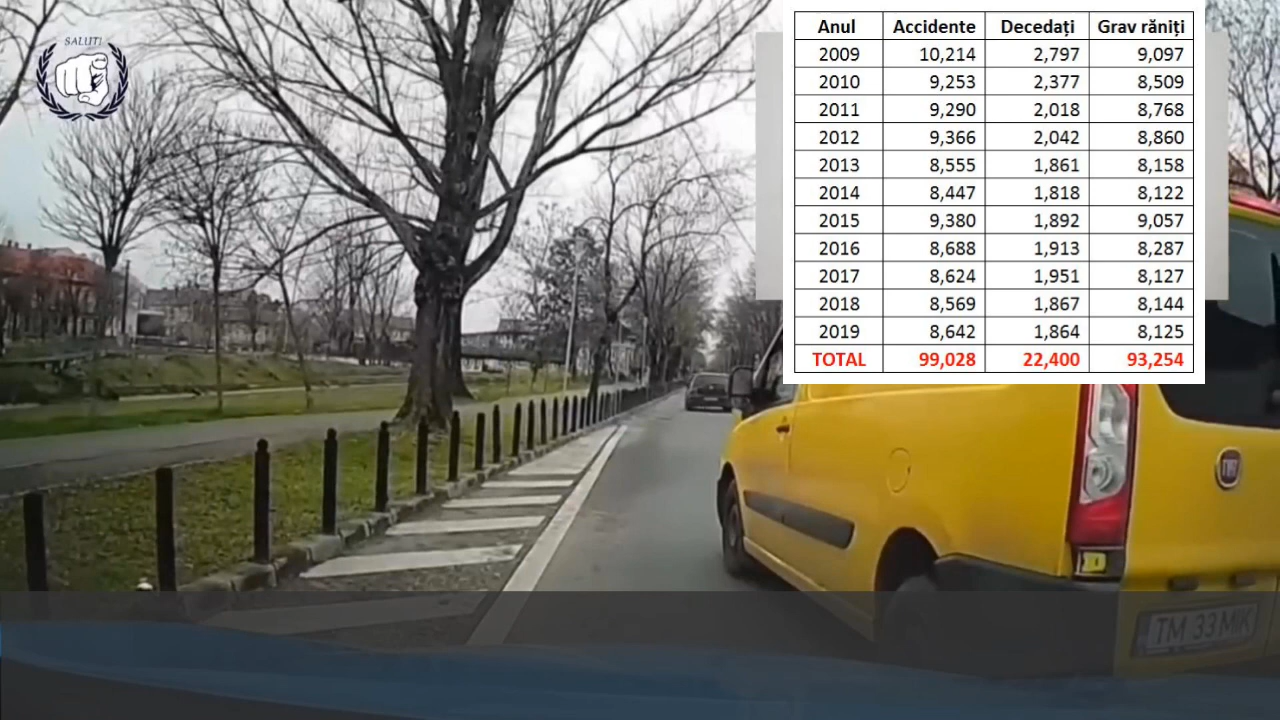 SALUT!
Anul Accidente Decedați Grav răniți
2009 10,214 2,797 9,097
2010 9,253 2,377 8,509
2011 9,290 2,018 8,768
2012 9,366 2,042 8,860
2013 8,555 1,861 8,158
2014 8,447 1,818 8,122
2015 9,380 1,892 9,057
2016 8,688 1,913 8,287
2017 8,624 1,951 8,127
2018 8,569 1,867 8,144
2019 8,642 1,864 8,125
TOTAL 99,028 22,400 93,254
FIAT
TM 33 MIK